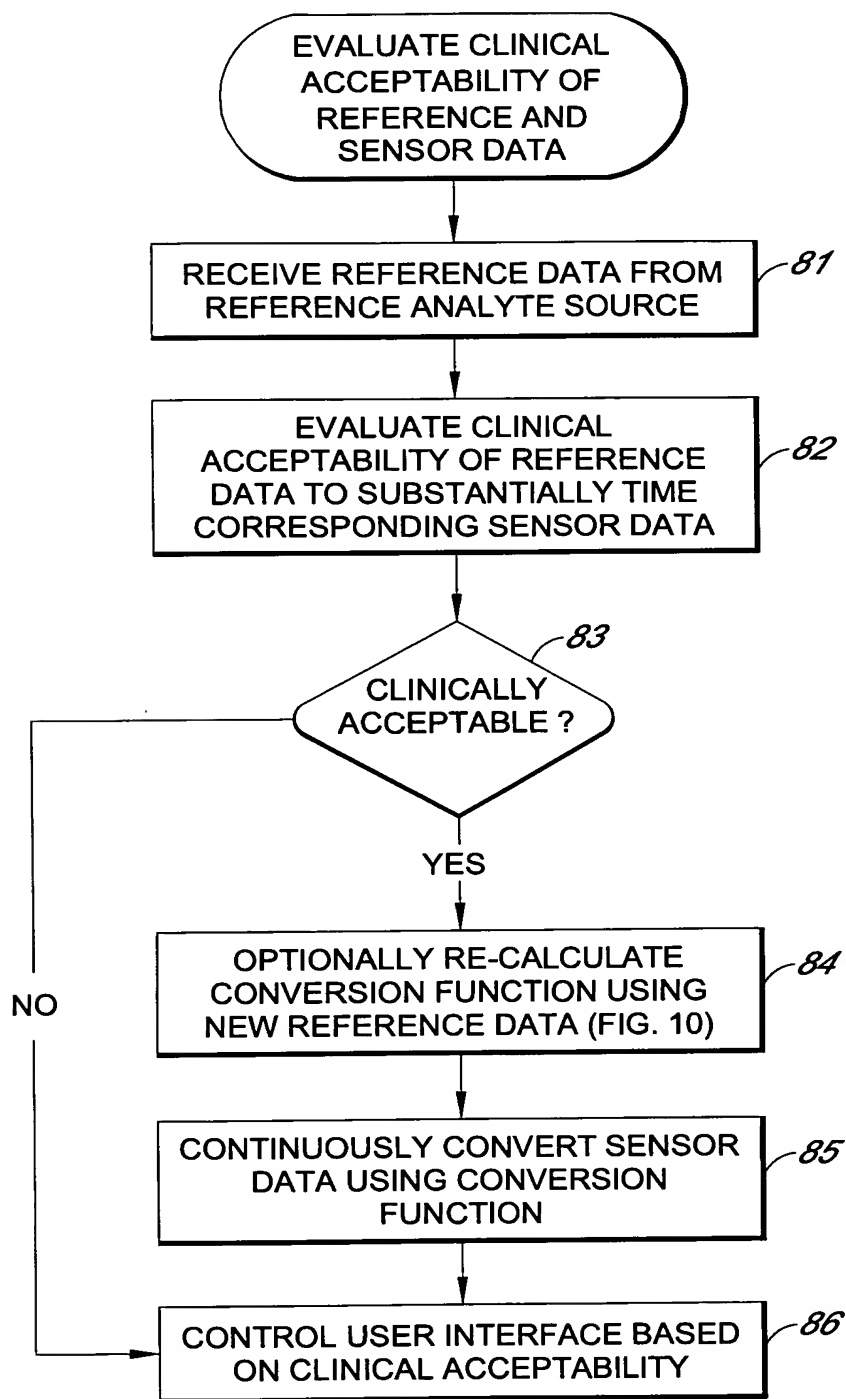 EVALUATE CLINICAL
ACCEPTABILITY OF
REFERENCE AND
SENSOR DATA
RECEIVE REFERENCE DATA FROM
REFERENCE ANALYTE SOURCE
81
EVALUATE CLINICAL
ACCEPTABILITY OF REFERENCE
DATA TO SUBSTANTIALLY TIME
CORRESPONDING SENSOR DATA
82
CLINICALLY
ACCEPTABLE ?
83
YES
NO
OPTIONALLY RE-CALCULATE
CONVERSION FUNCTION USING
NEW REFERENCE DATA (FIG. 10)
84
CONTINUOUSLY CONVERT SENSOR
DATA USING CONVERSION
FUNCTION
85
CONTROL USER INTERFACE BASED
ON CLINICAL ACCEPTABILITY
86